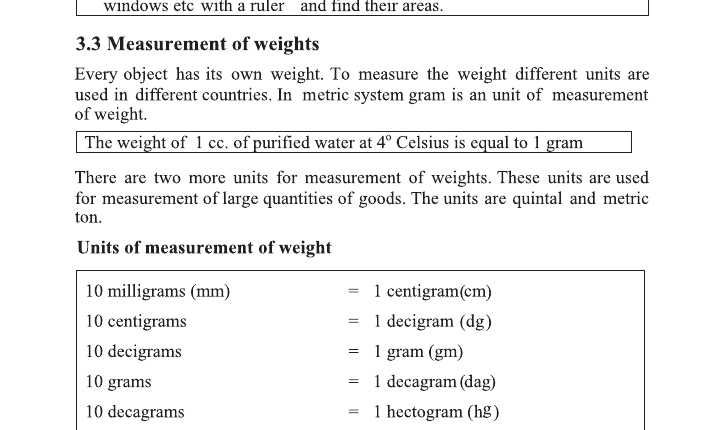 windows etc with a ruler and find their areas.
3.3 Measurement of weights
Every object has its own weight. To measure the weight different units are
used in different countries. In metric system gram is an unit of measurement
of weight.
The weight of 1 cc. of purified water at 4° Celsius is equal to 1 gram
There are two more units for measurement of weights. These units are used
for measurement of large quantities of goods. The units are quintal and metric
ton.
Units of measurement of weight
10 milligrams (mm) = 1 centigram(cm)
10 centigrams = 1 decigram (dg)
10 decigrams = 1 gram (gm)
10 grams = 1 decagram (dag)
10 decagrams = 1 hectogram (hg)